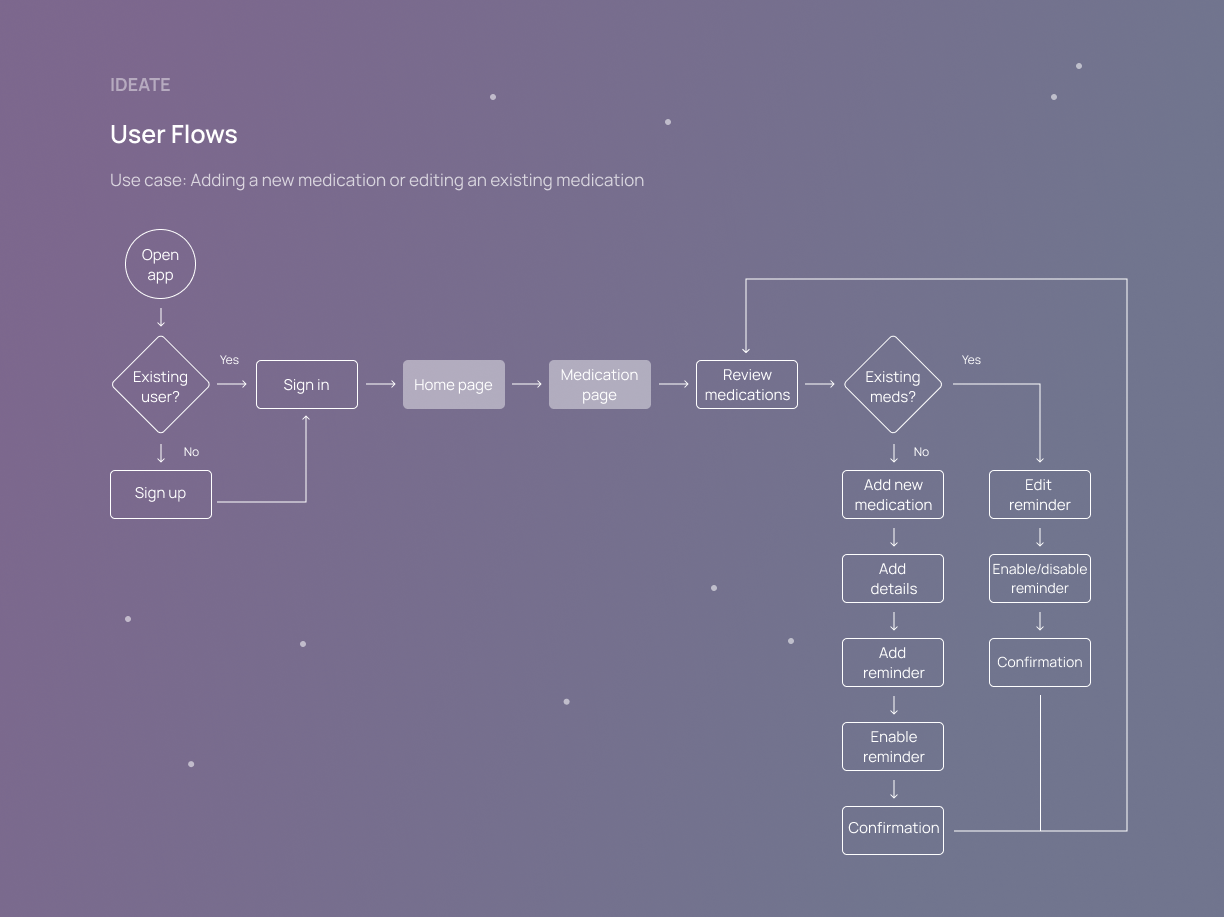 IDEATE
User Flows
Use case: Adding a new medication or editing an existing medication
Open
app
Existing
user?
Yes
No
Sign up
Sign in
Home page
Medication
page
Review
medications
Existing
meds?
Yes
No
Add new
medication
Add
details
Add
reminder
Enable
reminder
Confirmation
Edit
reminder
Enable/disable
reminder
Confirmation